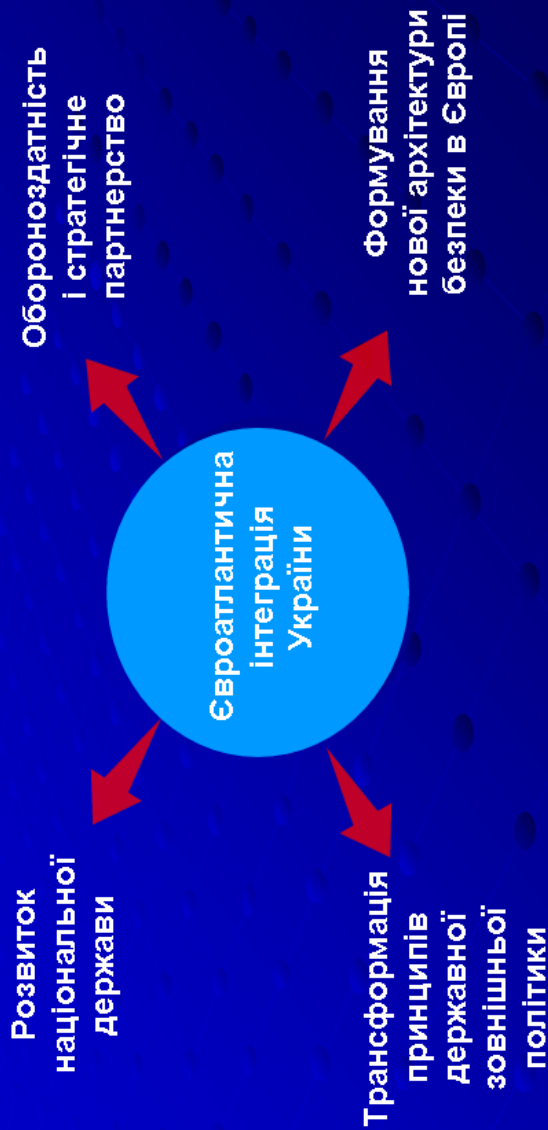 Розвиток
національної
держави
Обороноздатність
і стратегічне
партнерство
Євроатлантична
інтеграція
України
Трансформація
принципів
державної
зовнішньої
політики
Формування
нової архітектури
безпеки в Європі